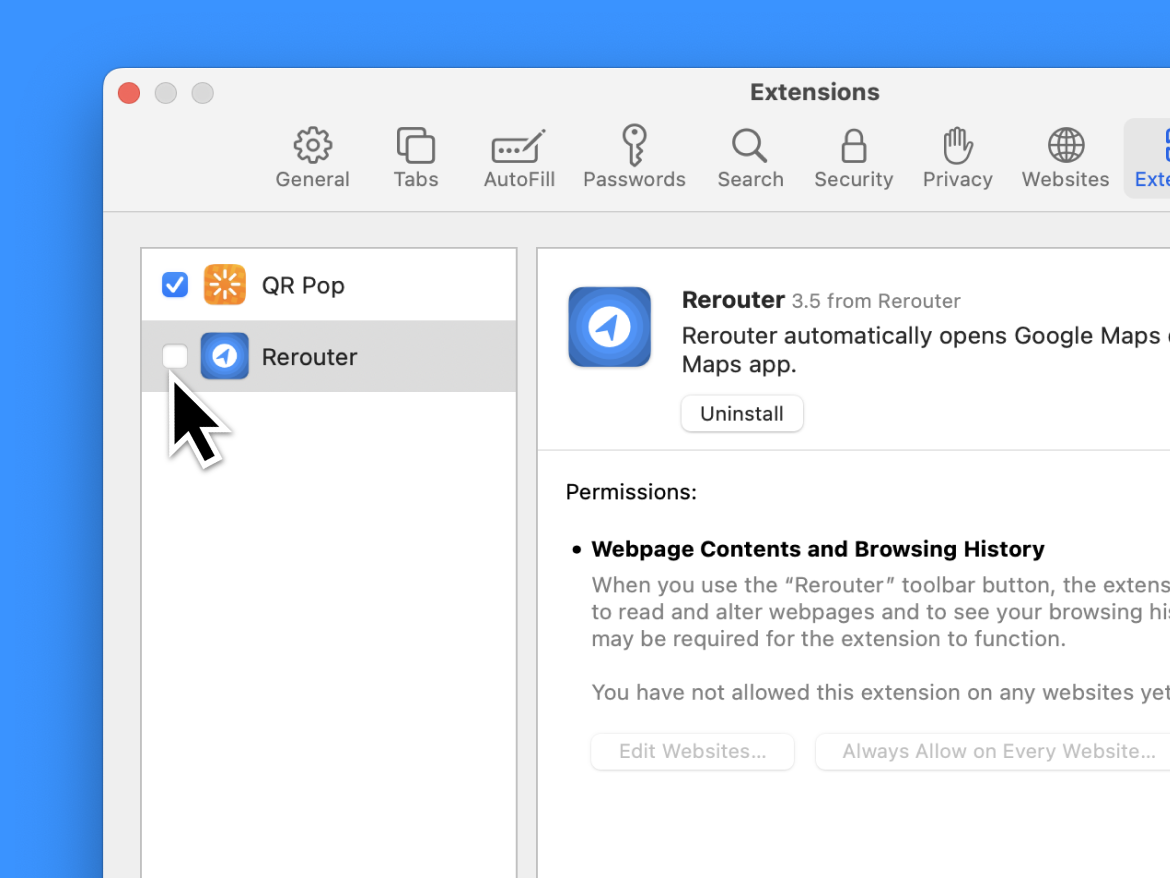 Extensions
General
Tabs
AutoFill
Passwords
Search
Security
Privacy
Websites
Exte
QR Pop
Rerouter
Rerouter 3.5 from Rerouter
Rerouter automatically opens Google Maps
Maps app.
Uninstall
Permissions:
• Webpage Contents and Browsing History
When you use the “Rerouter” toolbar button, the extens
to read and alter webpages and to see your browsing his
may be required for the extension to function.
You have not allowed this extension on any websites yet
Edit Websites…
Always Allow on Every Website…